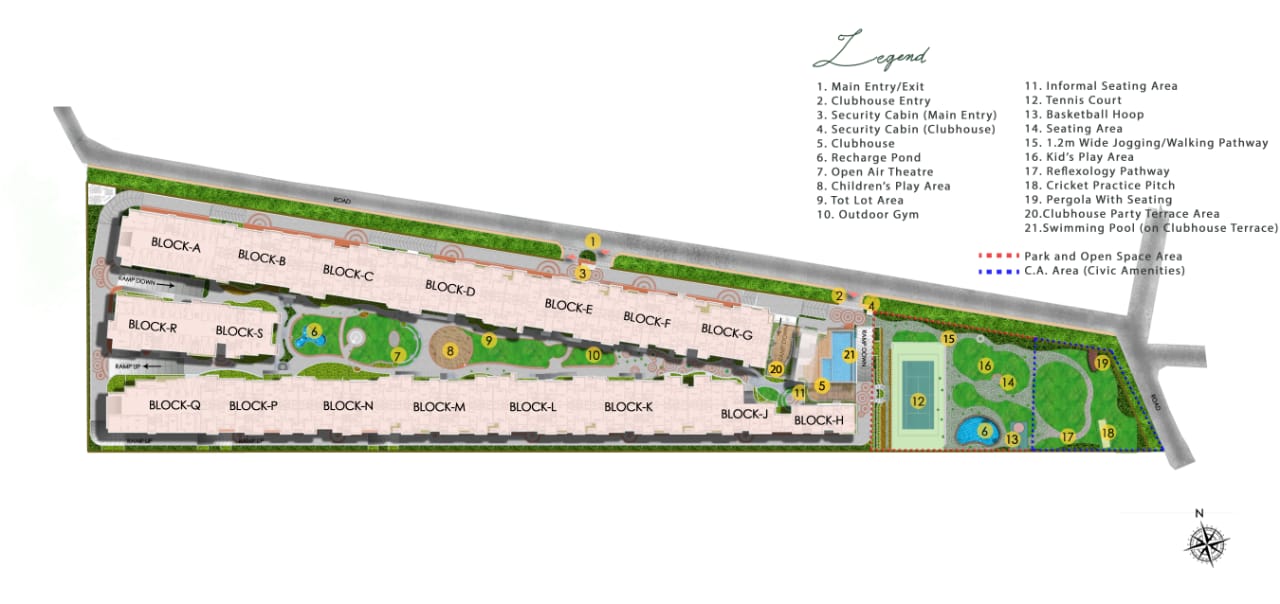 Legend
1. Main Entry/Exit
2. Clubhouse Entry
3. Security Cabin (Main Entry)
4. Security Cabin (Clubhouse)
5. Clubhouse
6. Recharge Pond
7. Open Air Theatre
8. Children's Play Area
9. Tot Lot Area
10. Outdoor Gym
11. Informal Seating Area
12. Tennis Court
13. Basketball Hoop
14. Seating Area
15. 1.2m Wide Jogging/Walking Pathway
16. Kid's Play Area
17. Reflexology Pathway
18. Cricket Practice Pitch
19. Pergola With Seating
20.Clubhouse Party Terrace Area
21.Swimming Pool (on Clubhouse Terrace)
Park and Open Space Area
C.A. Area (Civic Amenities)
ROAD
1
3
2
4
BLOCK-A
BLOCK-B
BLOCK-C
BLOCK-D
BLOCK-E
BLOCK-F
BLOCK-G
RAMP DOWN
BLOCK-R
BLOCK-S
6
7
8
9
10
RAMP DOWN
20
5
21
RAMP DOWN
11
15
16
14
19
12
6
13
17
18
ROAD
RAMP UP
BLOCK-Q
BLOCK-P
BLOCK-N
BLOCK-M
BLOCK-L
BLOCK-K
BLOCK-J
BLOCK-H
RAMP UP
RAMP UP
N